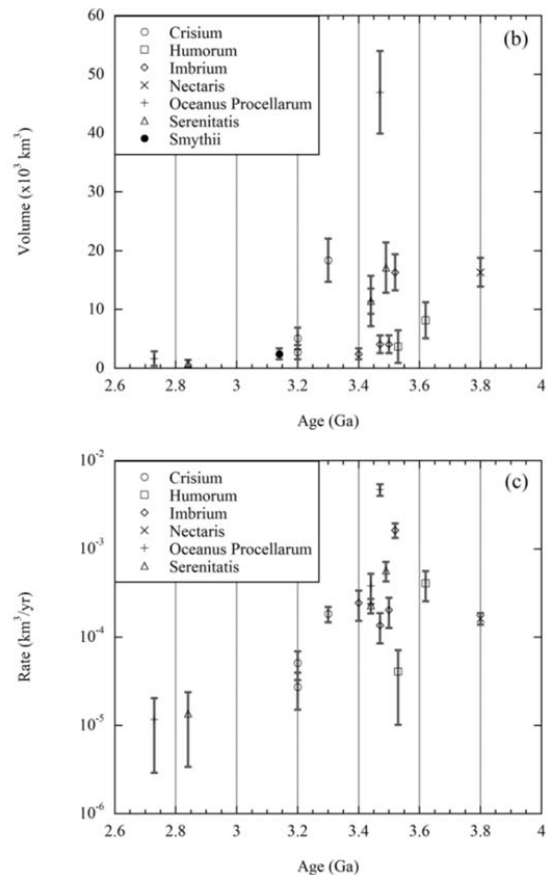 60
(b)
Crisium
Humorum
Imbrium
Nectaris
Oceanus Procellarum
Serenitatis
Smythii
50
40
30
20
10
0
Volume (x10³ km³)
2.6 2.8 3 3.2 3.4 3.6 3.8 4
Age (Ga)
10⁻²
(c)
Crisium
Humorum
Imbrium
Nectaris
Oceanus Procellarum
Serenitatis
10⁻³
10⁻⁴
10⁻⁵
10⁻⁶
Rate (km³/yr)
2.6 2.8 3 3.2 3.4 3.6 3.8 4
Age (Ga)